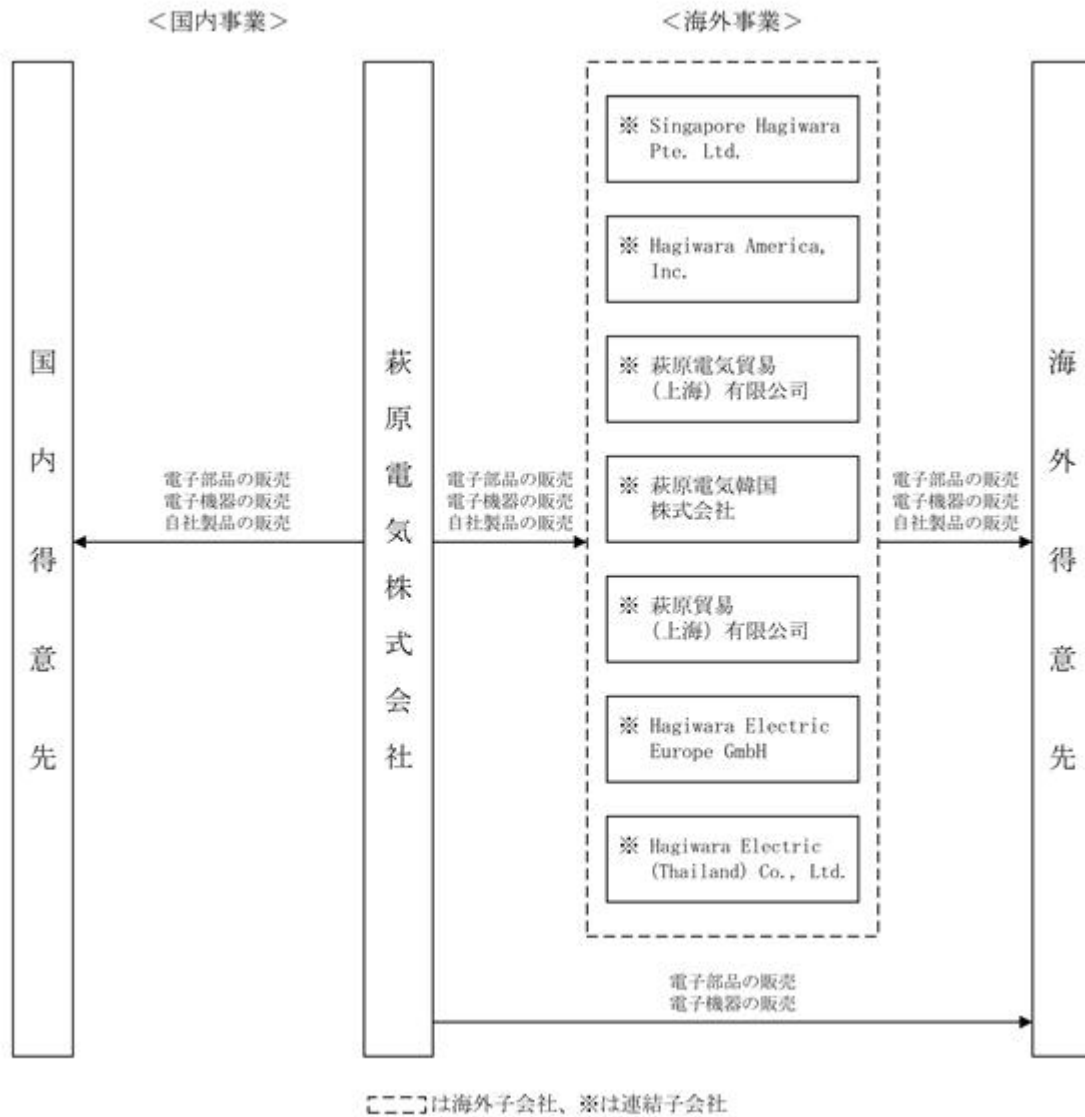 ＜国内事業＞
＜海外事業＞
国内得意先
電子部品の販売
電子機器の販売
自社製品の販売
萩原電気株式会社
電子部品の販売
電子機器の販売
自社製品の販売
※ Singapore Hagiwara
Pte. Ltd.
※ Hagiwara America,
Inc.
※ 萩原電気貿易
（上海）有限公司
※ 萩原電気韓国
株式会社
※ 萩原貿易
（上海）有限公司
※ Hagiwara Electric
Europe GmbH
※ Hagiwara Electric
(Thailand) Co., Ltd.
電子部品の販売
電子機器の販売
自社製品の販売
海外得意先
電子部品の販売
電子機器の販売
は海外子会社、※は連結子会社